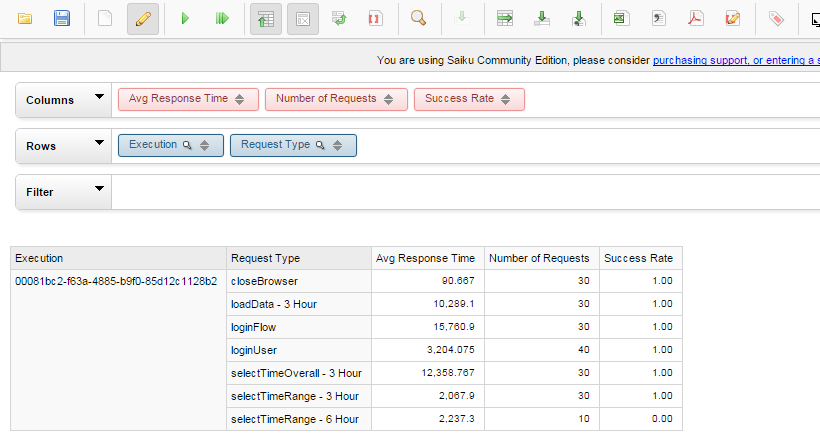 You are using Saiku Community Edition, please consider purchasing support, or entering a
Columns Avg Response Time Number of Requests Success Rate
Rows Execution Request Type
Filter
Execution Request Type Avg Response Time Number of Requests Success Rate
00081bc2-f63a-4885-b9f0-85d12c1128b2 closeBrowser 90.667 30 1.00
loadData - 3 Hour 10,289.1 30 1.00
loginFlow 15,760.9 30 1.00
loginUser 3,204.075 40 1.00
selectTimeOverall - 3 Hour 12,358.767 30 1.00
selectTimeRange - 3 Hour 2,067.9 30 1.00
selectTimeRange - 6 Hour 2,237.3 10 0.00